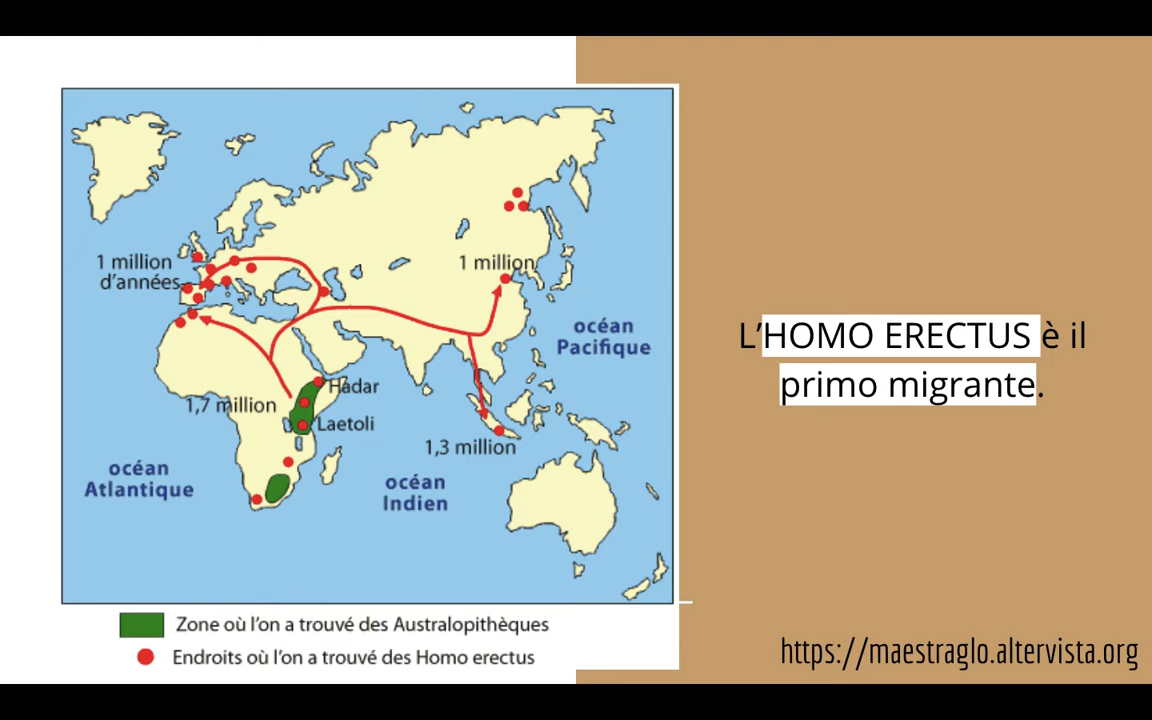 1 million
d'années
1 million
océan
Pacifique
Hadar
1,7 million
Laetoli
1,3 million
océan
Atlantique
océan
Indien
Zone où l'on a trouvé des Australopithèques
Endroits où l'on a trouvé des Homo erectus
L'HOMO ERECTUS è il
primo migrante.
https://maestraglo.altervista.org